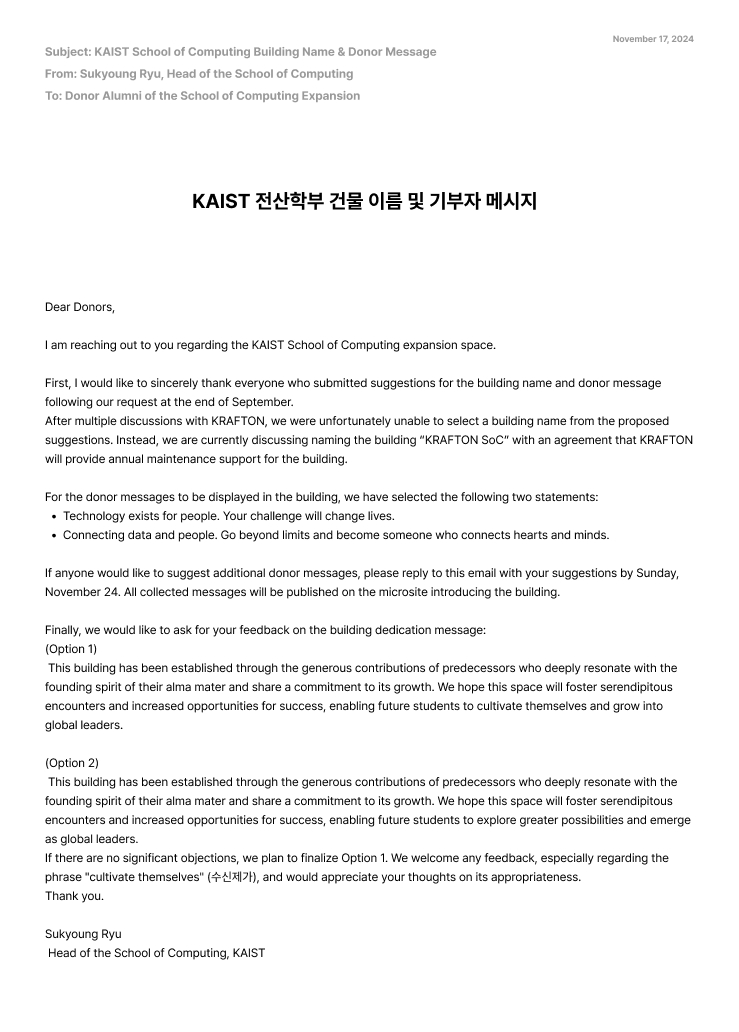 November 17, 2024
Subject: KAIST School of Computing Building Name & Donor Message
From: Sukyoung Ryu, Head of the School of Computing
To: Donor Alumni of the School of Computing Expansion
KAIST 전산학부 건물 이름 및 기부자 메시지
Dear Donors,
I am reaching out to you regarding the KAIST School of Computing expansion space.
First, I would like to sincerely thank everyone who submitted suggestions for the building name and donor message
following our request at the end of September.
After multiple discussions with KRAFTON, we were unfortunately unable to select a building name from the proposed
suggestions. Instead, we are currently discussing naming the building “KRAFTON SoC” with an agreement that KRAFTON
will provide annual maintenance support for the building.
For the donor messages to be displayed in the building, we have selected the following two statements:
• Technology exists for people. Your challenge will change lives.
• Connecting data and people. Go beyond limits and become someone who connects hearts and minds.
If anyone would like to suggest additional donor messages, please reply to this email with your suggestions by Sunday,
November 24. All collected messages will be published on the microsite introducing the building.
Finally, we would like to ask for your feedback on the building dedication message:
(Option 1)
This building has been established through the generous contributions of predecessors who deeply resonate with the
founding spirit of their alma mater and share a commitment to its growth. We hope this space will foster serendipitous
encounters and increased opportunities for success, enabling future students to cultivate themselves and grow into
global leaders.
(Option 2)
This building has been established through the generous contributions of predecessors who deeply resonate with the
founding spirit of their alma mater and share a commitment to its growth. We hope this space will foster serendipitous
encounters and increased opportunities for success, enabling future students to explore greater possibilities and emerge
as global leaders.
If there are no significant objections, we plan to finalize Option 1. We welcome any feedback, especially regarding the
phrase "cultivate themselves" (수신제가), and would appreciate your thoughts on its appropriateness.
Thank you.
Sukyoung Ryu
Head of the School of Computing, KAIST